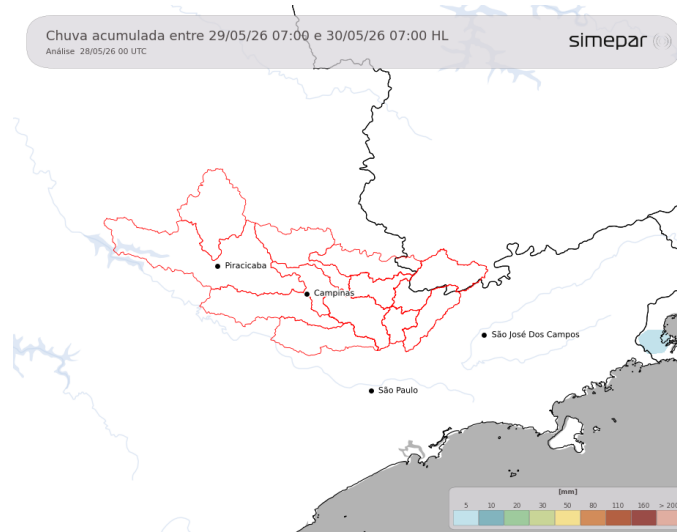 Chuva acumulada entre 29/05/26 07:00 e 30/05/26 07:00 HL
Análise 28/05/26 00 UTC
simepar
Piracicaba
Campinas
São José Dos Campos
São Paulo
[mm]
5 10 20 30 50 80 110 160 > 200